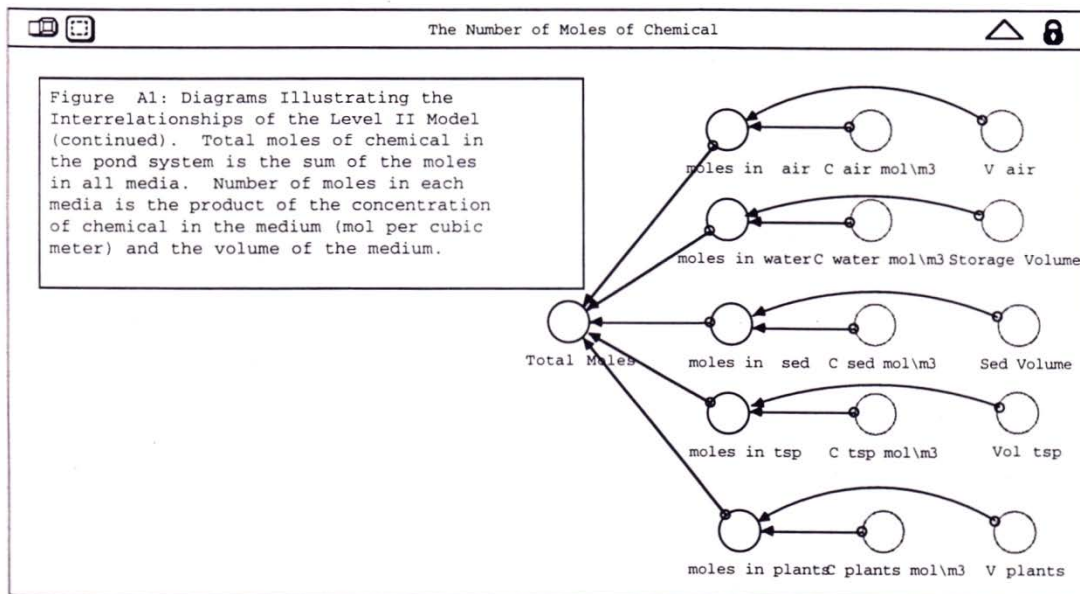 The Number of Moles of Chemical
Figure A1: Diagrams Illustrating the
Interrelationships of the Level II Model
(continued). Total moles of chemical in
the pond system is the sum of the moles
in all media. Number of moles in each
media is the product of the concentration
of chemical in the medium (mol per cubic
meter) and the volume of the medium.
moles in air C air mol\m3 V air
moles in water C water mol\m3 Storage Volume
Total Moles
moles in sed C sed mol\m3 Sed Volume
moles in tsp C tsp mol\m3 Vol tsp
moles in plants C plants mol\m3 V plants